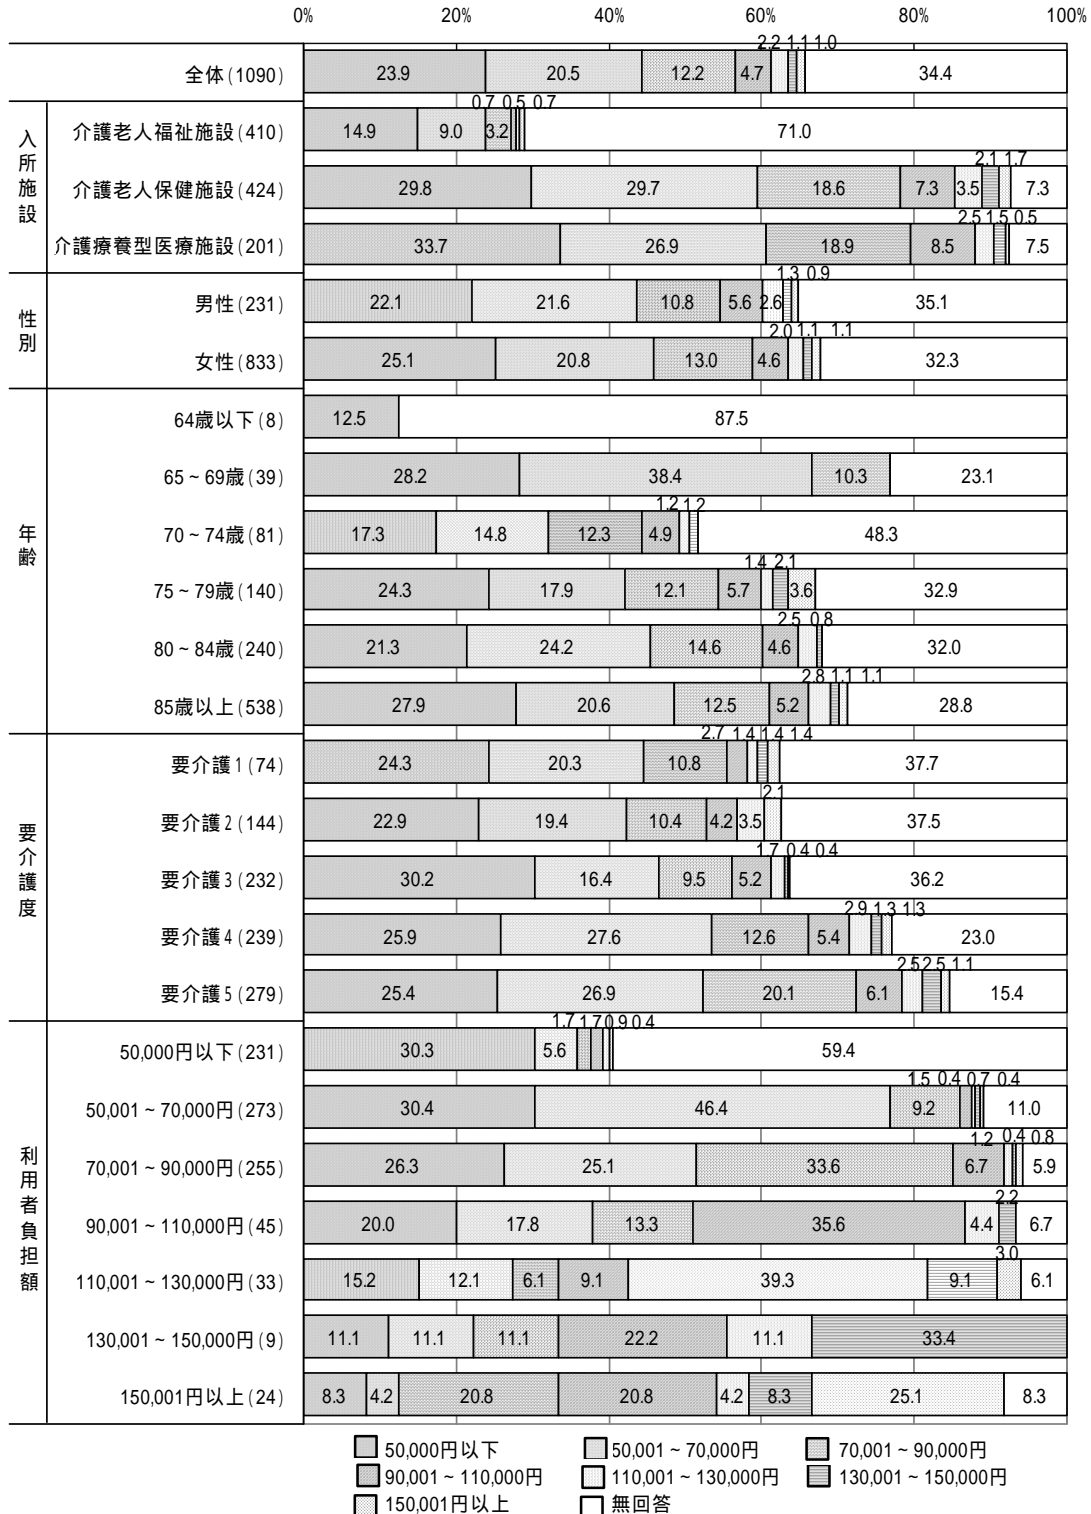 0% 20% 40% 60% 80% 100%
2.2 1.1 1.0
全体(1090) 23.9 20.5 12.2 4.7 34.4
0.7 0.5 0.7
入所施設
介護老人福祉施設(410) 14.9 9.0 3.2 71.0
2.1 1.7
介護老人保健施設(424) 29.8 29.7 18.6 7.3 3.5 7.3
2.5 1.5 0.5
介護療養型医療施設(201) 33.7 26.9 18.9 8.5 7.5
1.3 0.9
性別
男性(231) 22.1 21.6 10.8 5.6 2.6 35.1
2.0 1.1 1.1
女性(833) 25.1 20.8 13.0 4.6 32.3
年齢
64歳以下(8) 12.5 87.5
65~69歳(39) 28.2 38.4 10.3 23.1
1.2 1.2
70~74歳(81) 17.3 14.8 12.3 4.9 48.3
1.4 2.1
75~79歳(140) 24.3 17.9 12.1 5.7 3.6 32.9
2.5 0.8
80~84歳(240) 21.3 24.2 14.6 4.6 32.0
2.8 1.1 1.1
85歳以上(538) 27.9 20.6 12.5 5.2 28.8
2.7 1.4 1.4 1.4
要介護度
要介護1(74) 24.3 20.3 10.8 37.7
2.1
要介護2(144) 22.9 19.4 10.4 4.2 3.5 37.5
1.7 0.4 0.4
要介護3(232) 30.2 16.4 9.5 5.2 36.2
2.9 1.3 1.3
要介護4(239) 25.9 27.6 12.6 5.4 23.0
2.5 2.5 1.1
要介護5(279) 25.4 26.9 20.1 6.1 15.4
1.7 1.7 0.9 0.4
利用者負担額
50,000円以下(231) 30.3 5.6 59.4
1.5 0.4 0.7 0.4
50,001~70,000円(273) 30.4 46.4 9.2 11.0
1.2 0.4 0.8
70,001~90,000円(255) 26.3 25.1 33.6 6.7 5.9
2.2
90,001~110,000円(45) 20.0 17.8 13.3 35.6 4.4 6.7
3.0
110,001~130,000円(33) 15.2 12.1 6.1 9.1 39.3 9.1 6.1
130,001~150,000円(9) 11.1 11.1 11.1 22.2 11.1 33.4
150,001円以上(24) 8.3 4.2 20.8 20.8 4.2 8.3 25.1 8.3
50,000円以下 50,001~70,000円 70,001~90,000円
90,001~110,000円 110,001~130,000円 130,001~150,000円
150,001円以上 無回答